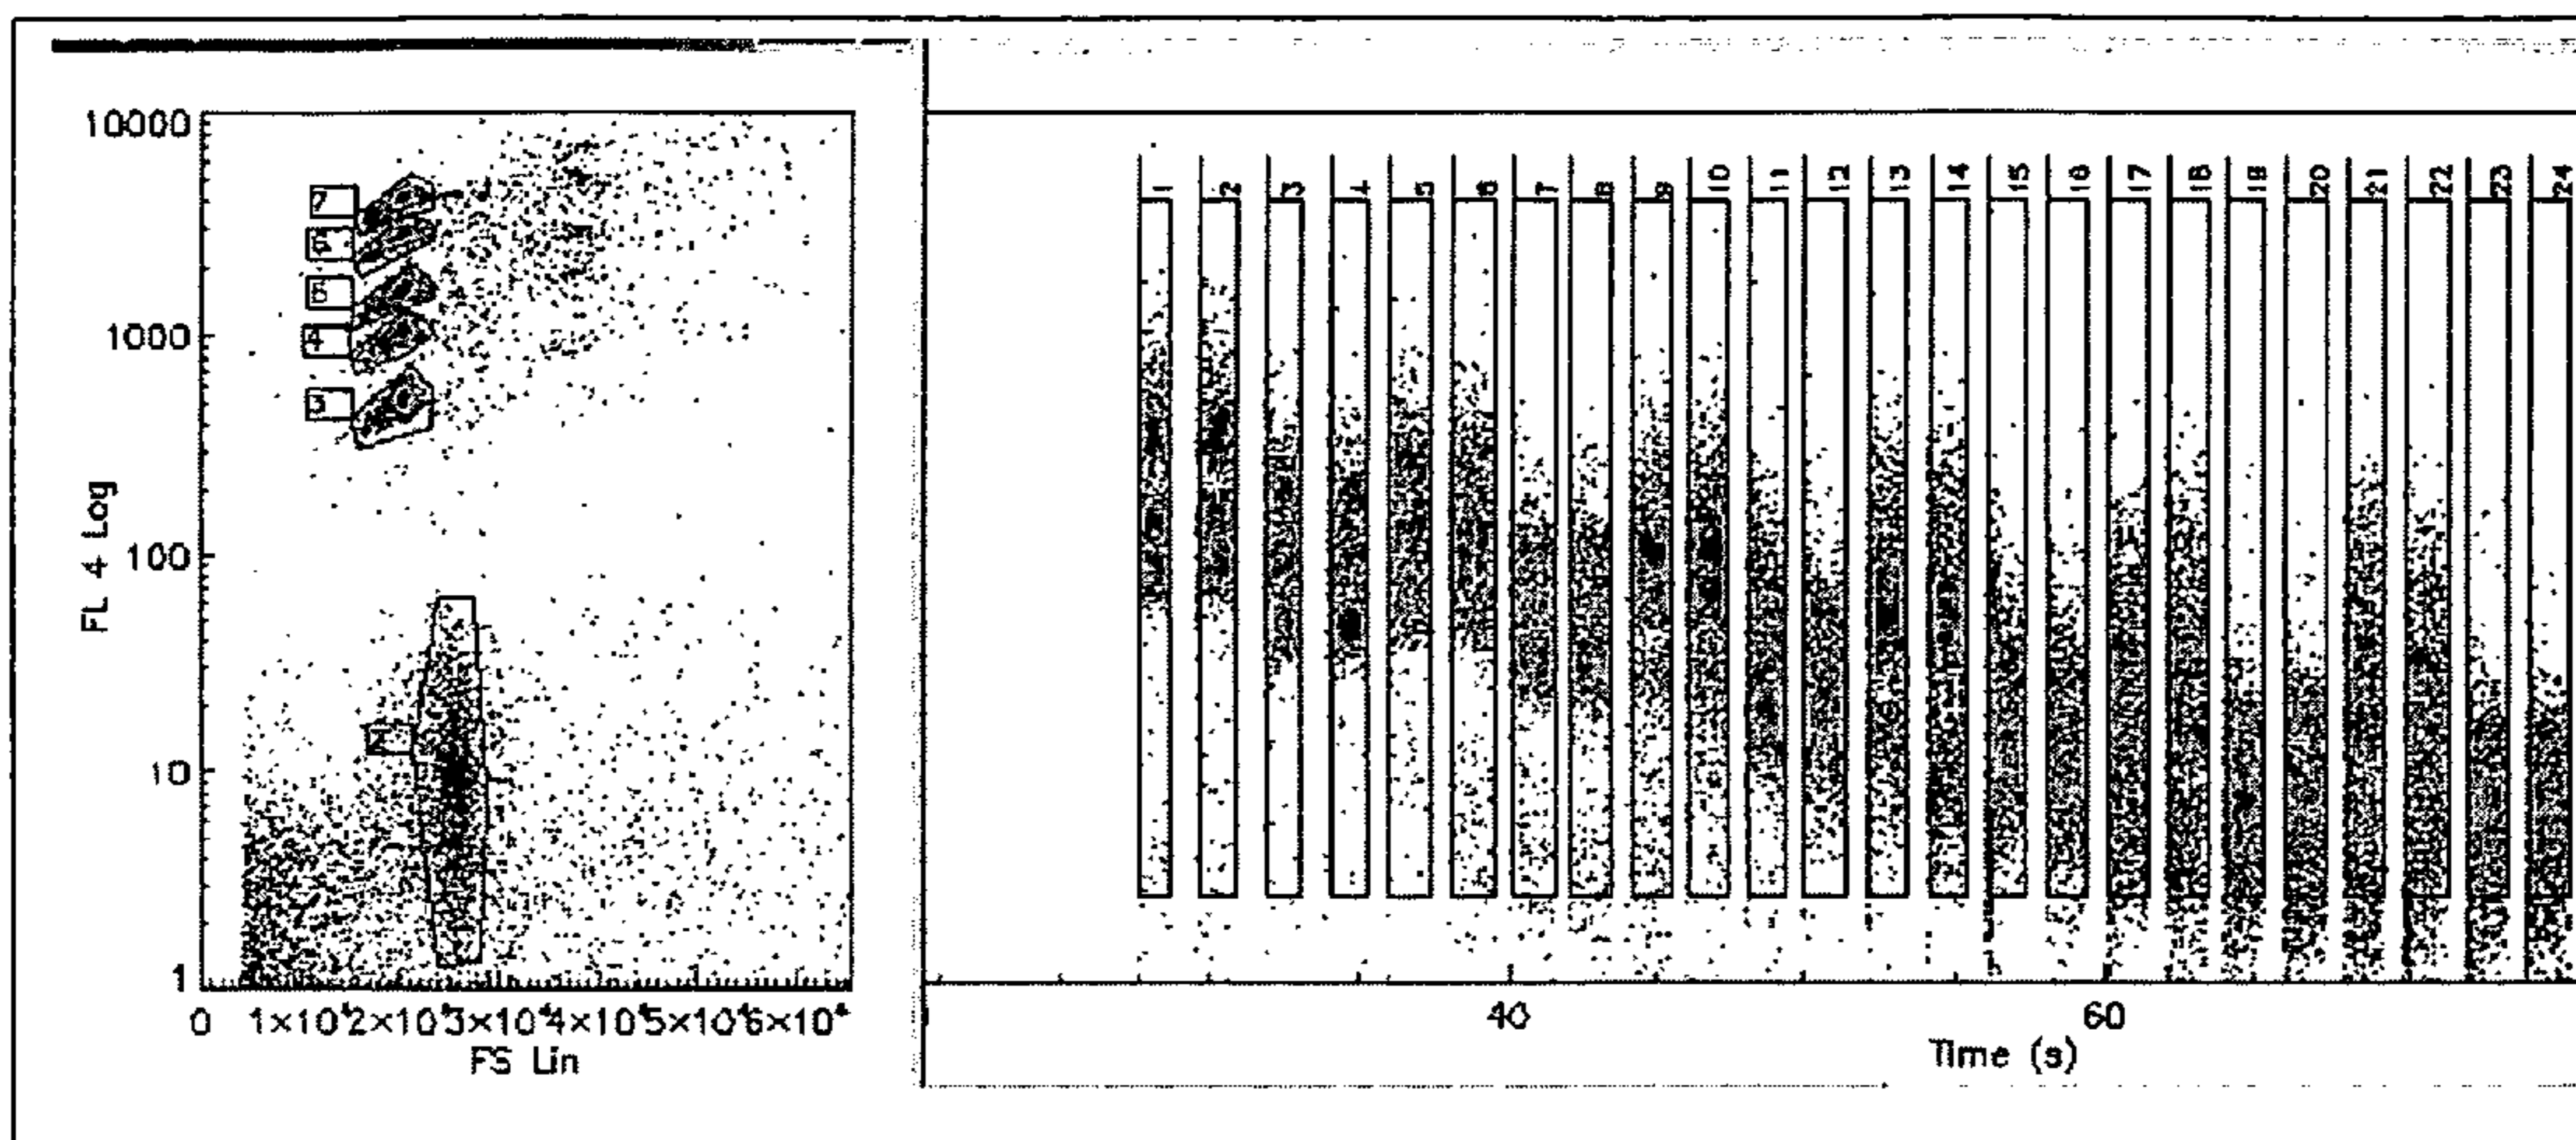 10000
1000
100
10
1
FL 4 Log
7
6
5
4
3
2
0 1×10⁴ 2×10⁴ 3×10⁴ 4×10⁴ 5×10⁴ 6×10⁴
FS Lin
1 2 3 4 5 6 7 8 9 10 11 12 13 14 15 16 17 18 19 20 21 22 23 24
40 60
Time (s)